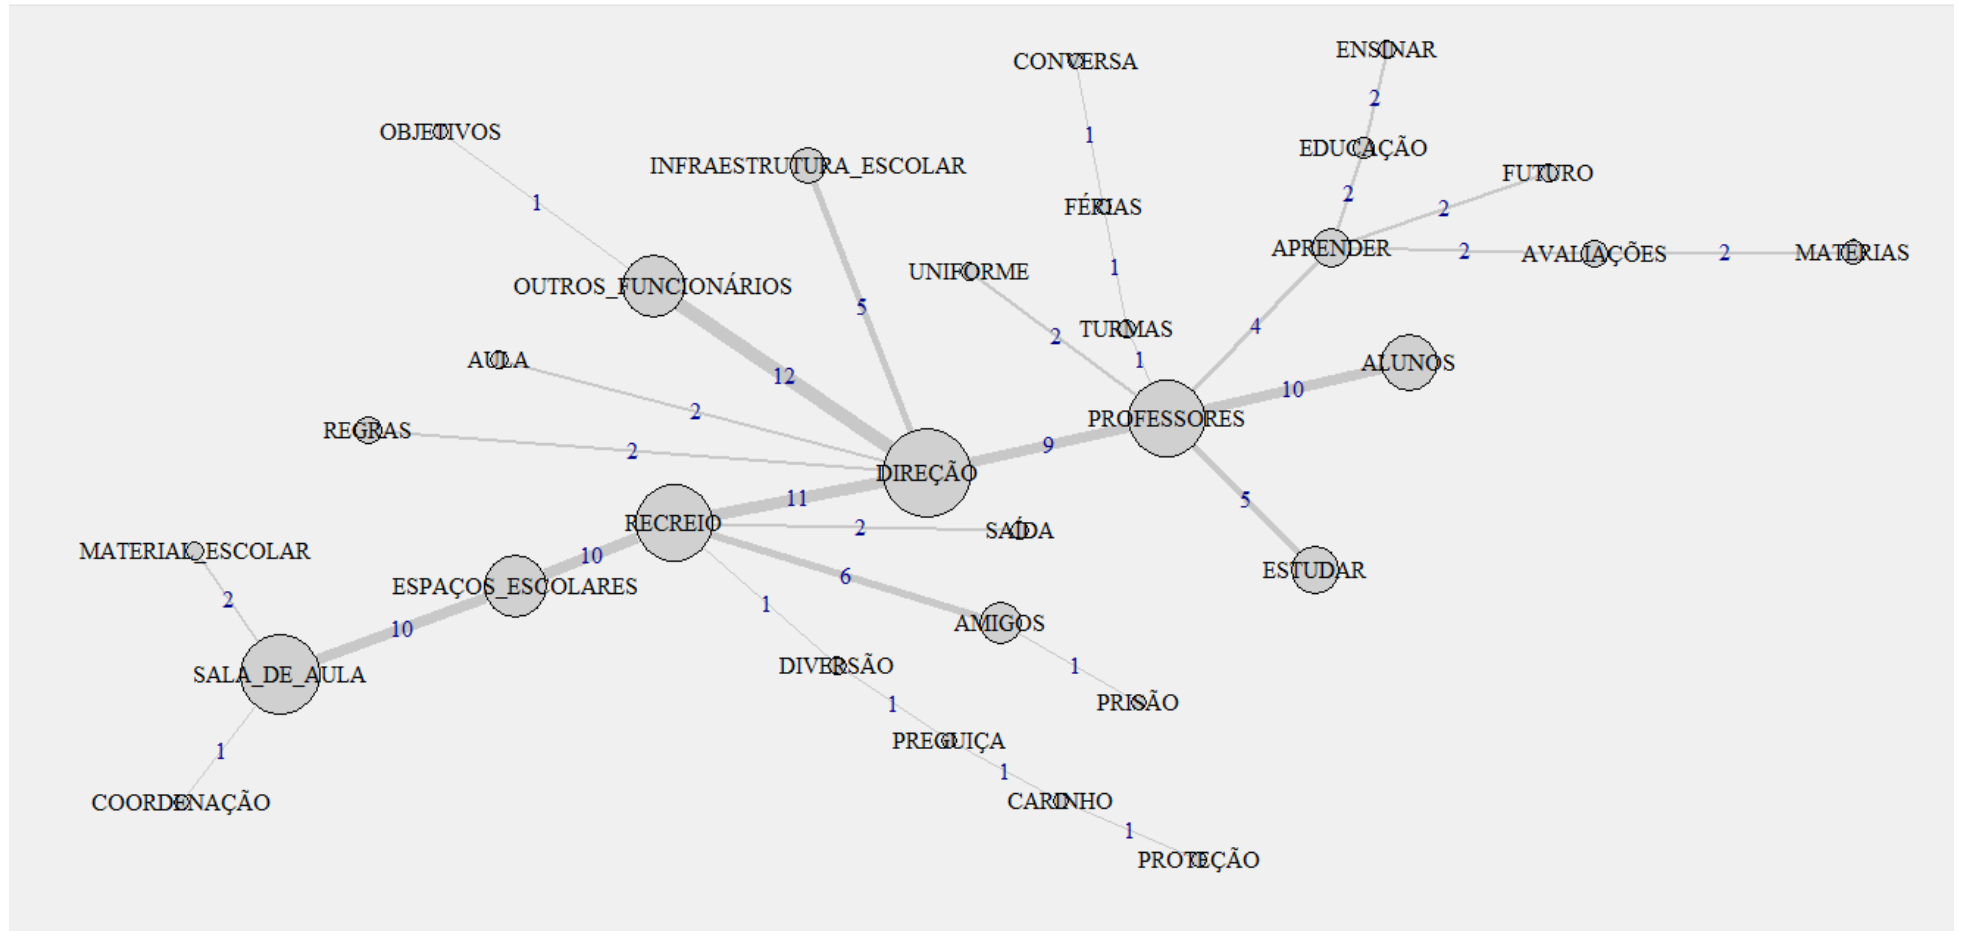 ENSINAR
CONVERSA
2
OBJETIVOS
1
EDUCAÇÃO
INFRAESTRUTURA_ESCOLAR
FUTURO
2
1
FÉRIAS
2
APRENDER
2
AVALIAÇÕES
2
MATERIAS
1
UNIFORME
OUTROS_FUNCIONÁRIOS
5
4
TURMAS
2
AULA
1
ALUNOS
12
10
2
PROFESSORES
REGRAS
9
2
DIREÇÃO
11
5
RECREIO
2
SAÍDA
MATERIAL_ESCOLAR
10
ESTUDAR
6
ESPAÇOS_ESCOLARES
2
1
AMIGOS
10
DIVERSÃO
1
SALA_DE_AULA
1
PRISÃO
PREGUIÇA
1
1
CARINHO
COORDENAÇÃO
1
PROTEÇÃO